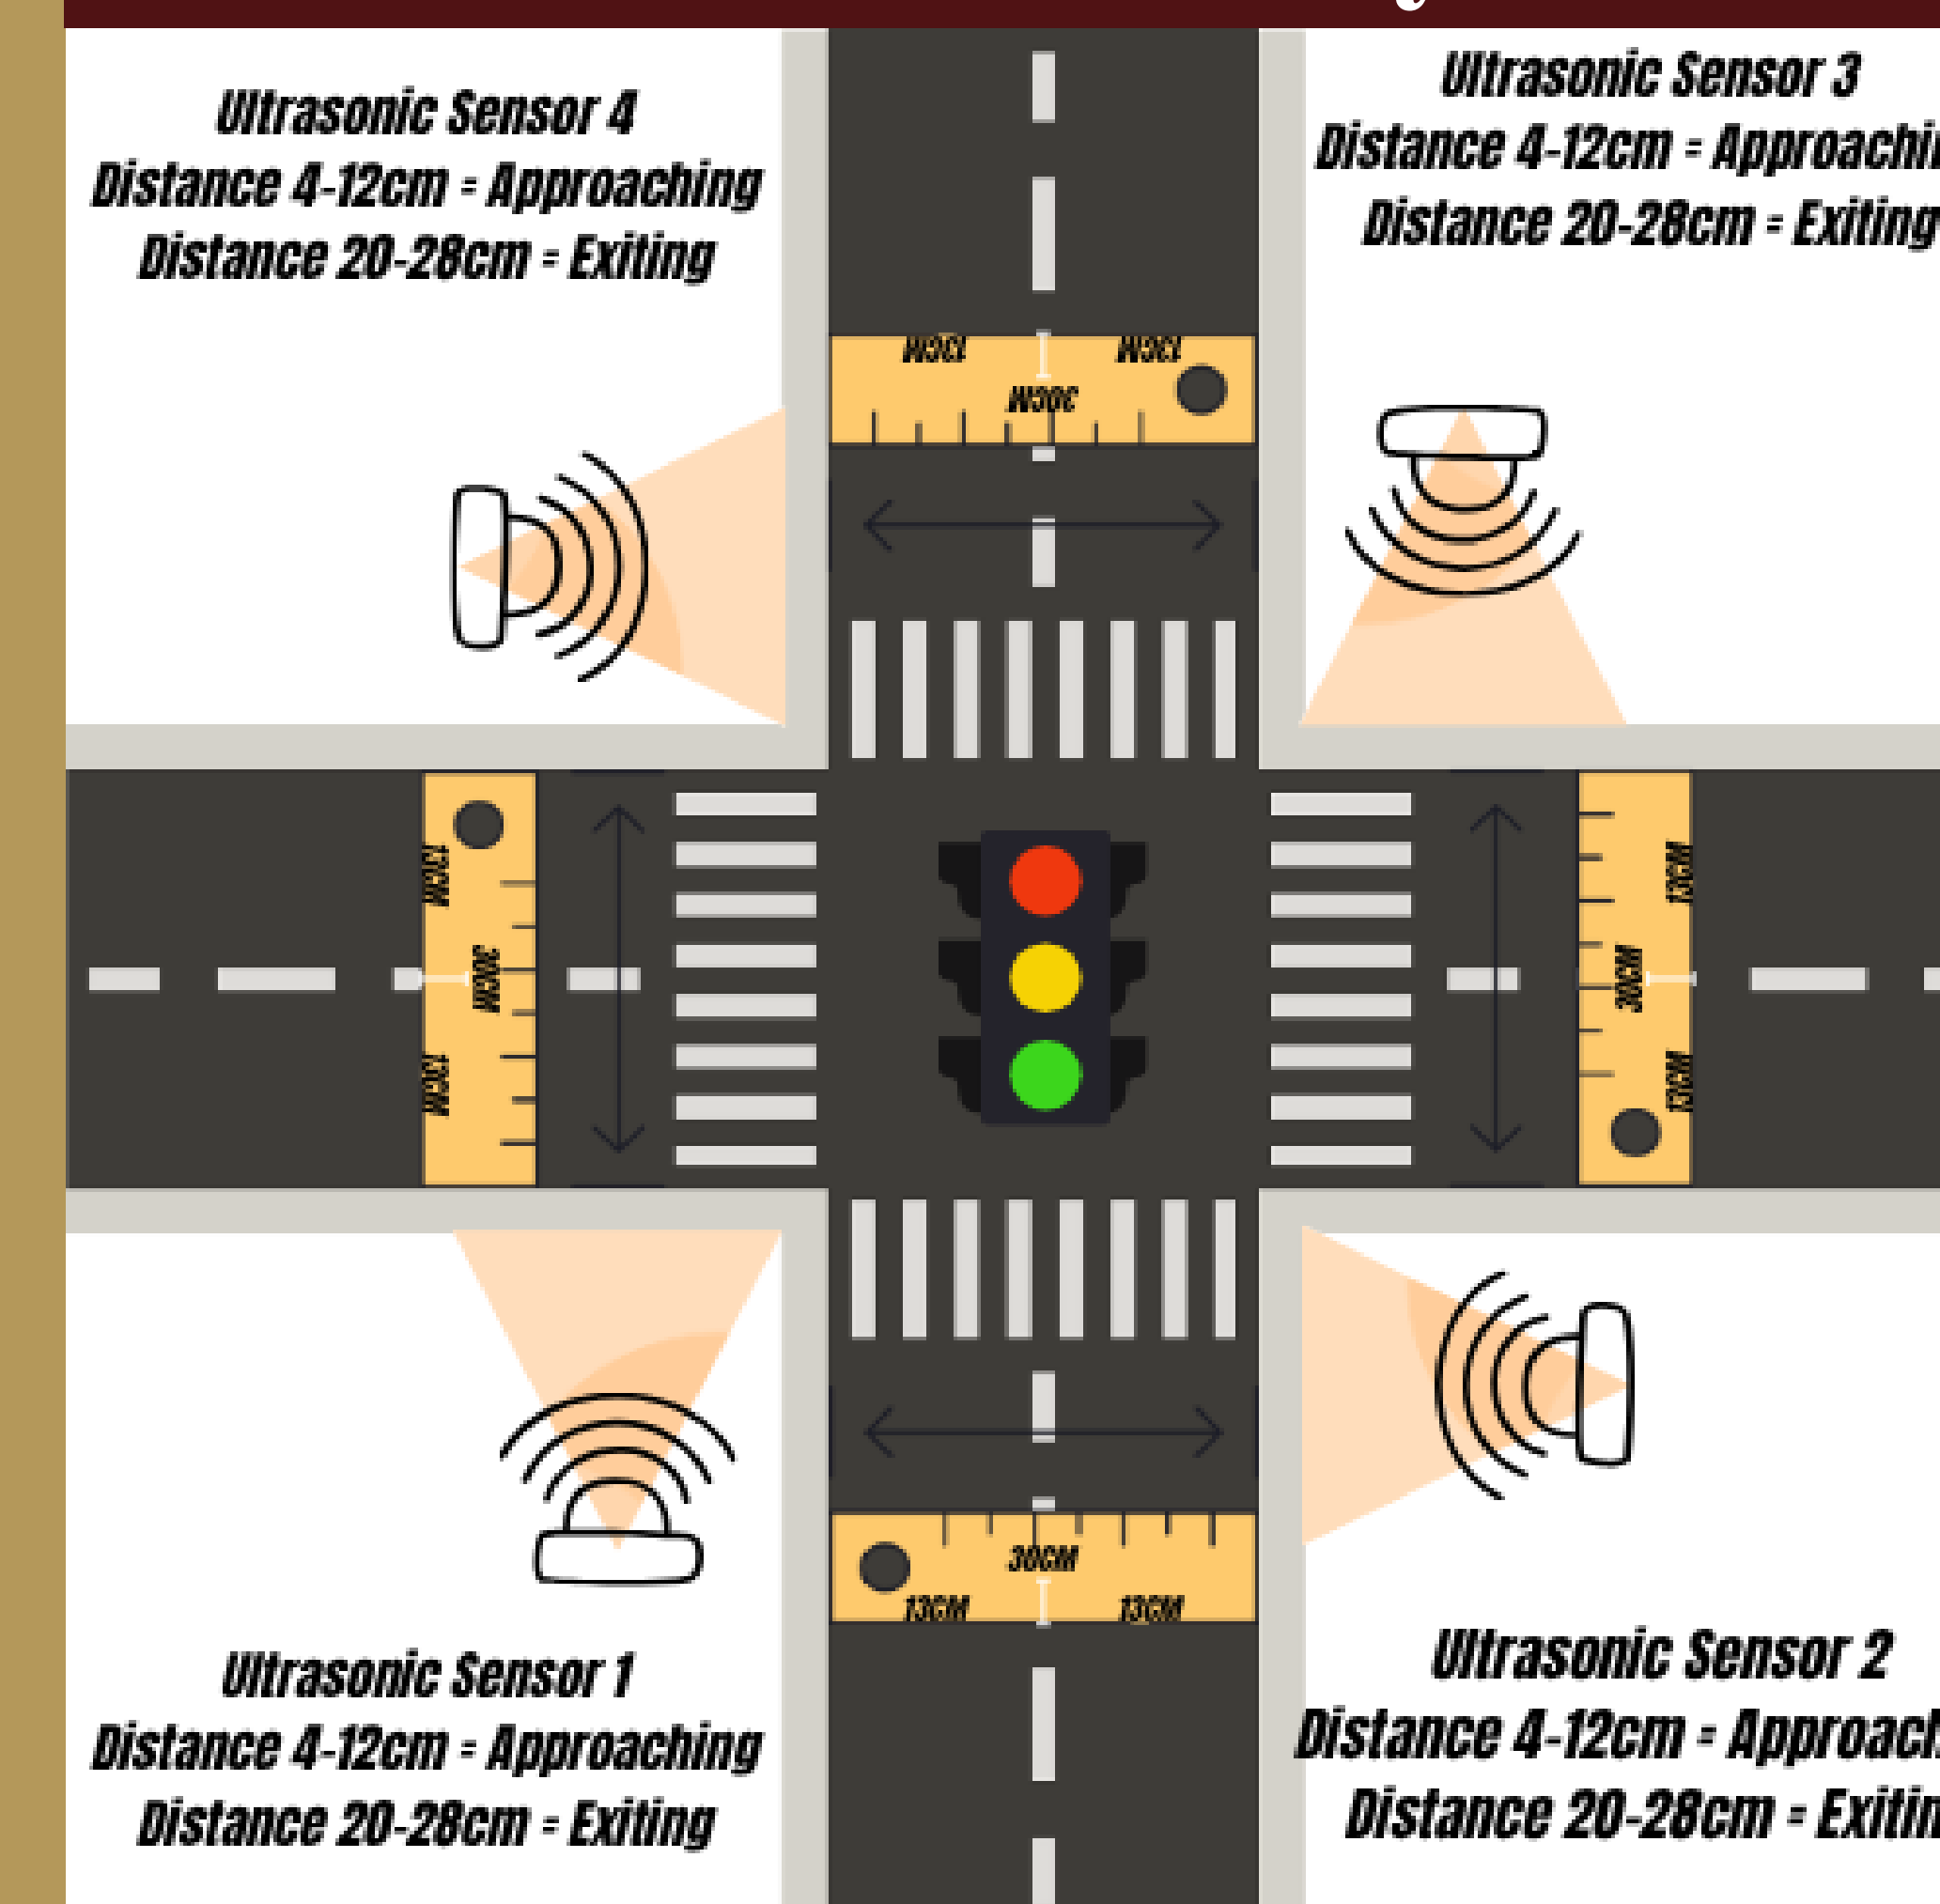 Ultrasonic Sensor 4
Distance 4-12cm = Approaching
Distance 20-28cm = Exiting
Ultrasonic Sensor 3
Distance 4-12cm = Approachi
Distance 20-28cm = Exiting
13CM 13CM
30CM
13CM
30CM
13CM
13CM
30CM
13CM
30CM
13CM 13CM
Ultrasonic Sensor 1
Distance 4-12cm = Approaching
Distance 20-28cm = Exiting
Ultrasonic Sensor 2
Distance 4-12cm = Approach
Distance 20-28cm = Exitin